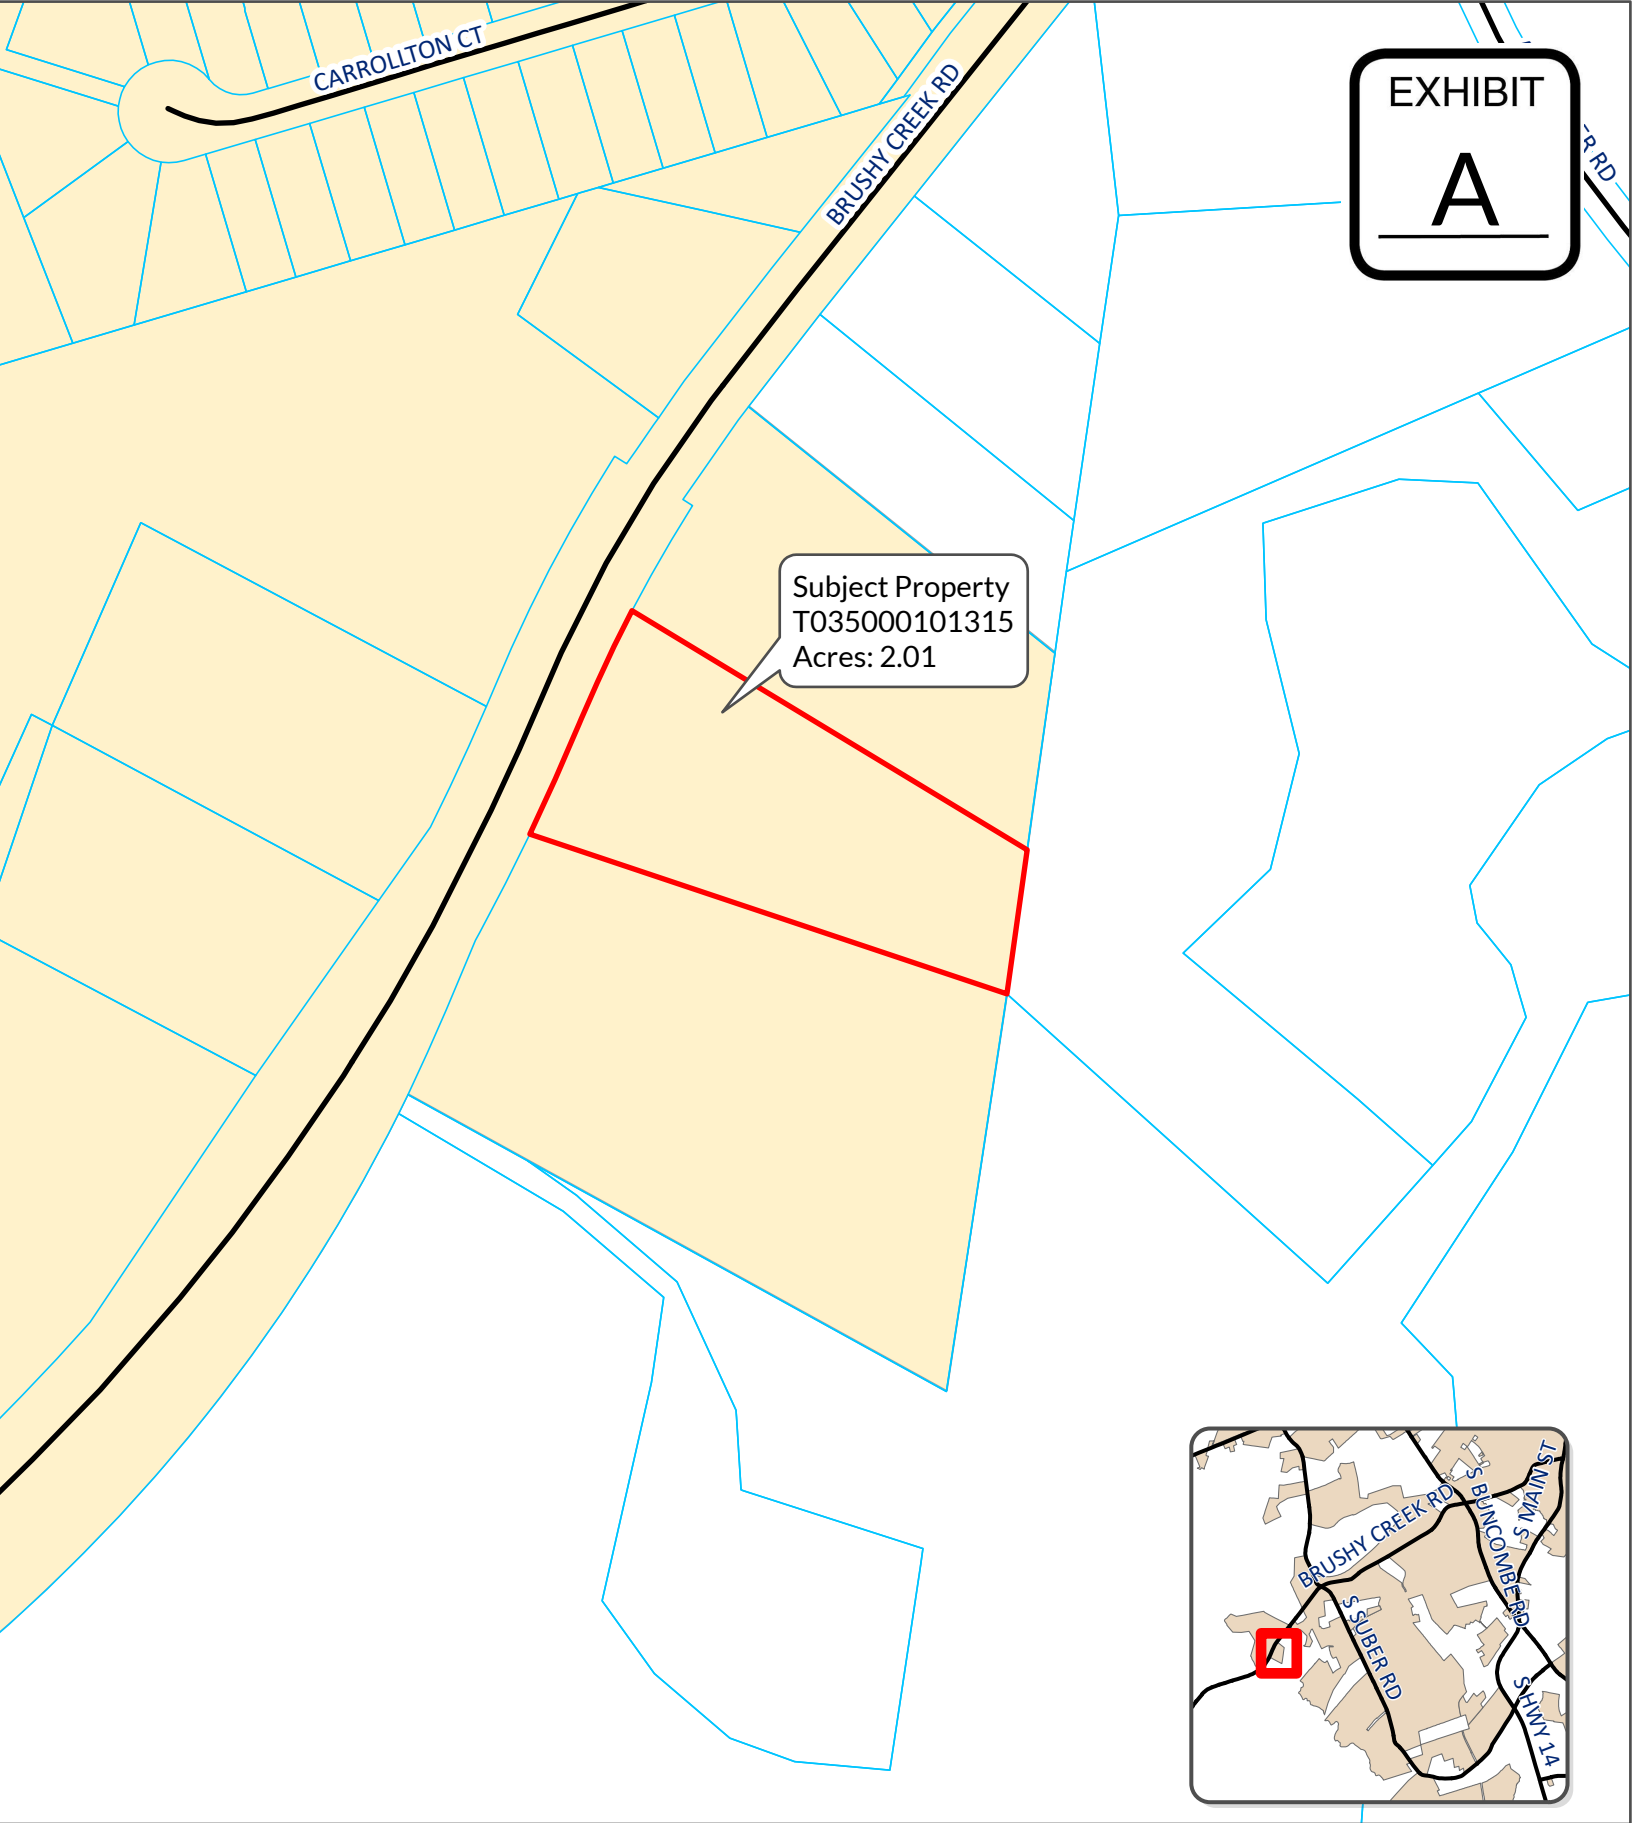 CARROLLTON CT
BRUSHY CREEK RD
EXHIBIT
A
R RD
Subject Property
T035000101315
Acres: 2.01
BRUSHY CREEK RD
S BUNCOMBE RD
S MAIN ST
S SUBER RD
S HWY 14